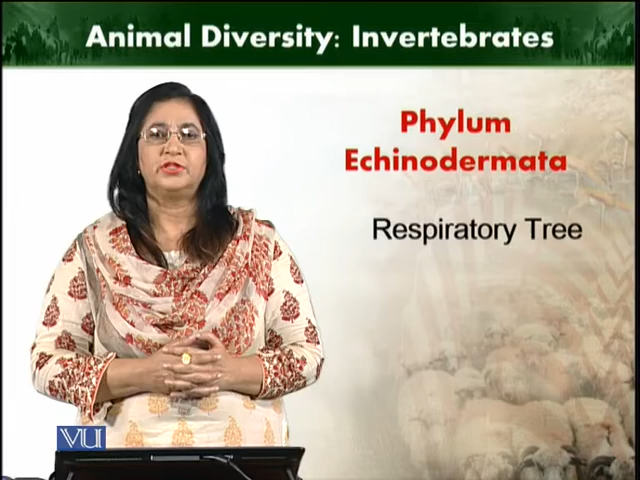 Animal Diversity: Invertebrates
Phylum
Echinodermata
Respiratory Tree
VU